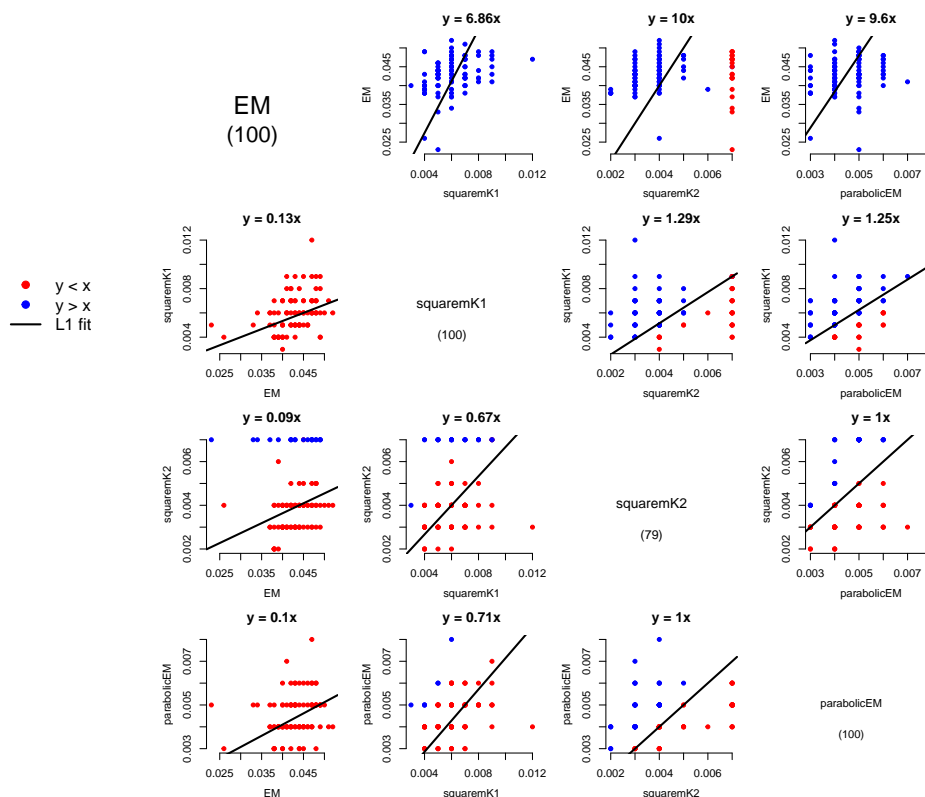 y = 6.86x
y = 10x
y = 9.6x
EM
(100)
EM
0.025 0.035 0.045
0.004 0.008 0.012
squaremK1
EM
0.025 0.035 0.045
0.002 0.004 0.006
squaremK2
EM
0.025 0.035 0.045
0.003 0.005 0.007
parabolicEM
y < x
y > x
L1 fit
y = 0.13x
y = 1.29x
y = 1.25x
squaremK1
0.004 0.008 0.012
0.025 0.035 0.045
EM
squaremK1
(100)
squaremK1
0.004 0.008 0.012
0.002 0.004 0.006
squaremK2
squaremK1
0.004 0.008 0.012
0.003 0.005 0.007
parabolicEM
y = 0.09x
y = 0.67x
y = 1x
squaremK2
0.002 0.004 0.006
0.025 0.035 0.045
EM
squaremK2
0.002 0.004 0.006
0.004 0.008 0.012
squaremK1
squaremK2
(79)
squaremK2
0.002 0.004 0.006
0.003 0.005 0.007
parabolicEM
y = 0.1x
y = 0.71x
y = 1x
parabolicEM
0.003 0.005 0.007
0.025 0.035 0.045
EM
parabolicEM
0.003 0.005 0.007
0.004 0.008 0.012
squaremK1
parabolicEM
0.003 0.005 0.007
0.002 0.004 0.006
squaremK2
parabolicEM
(100)